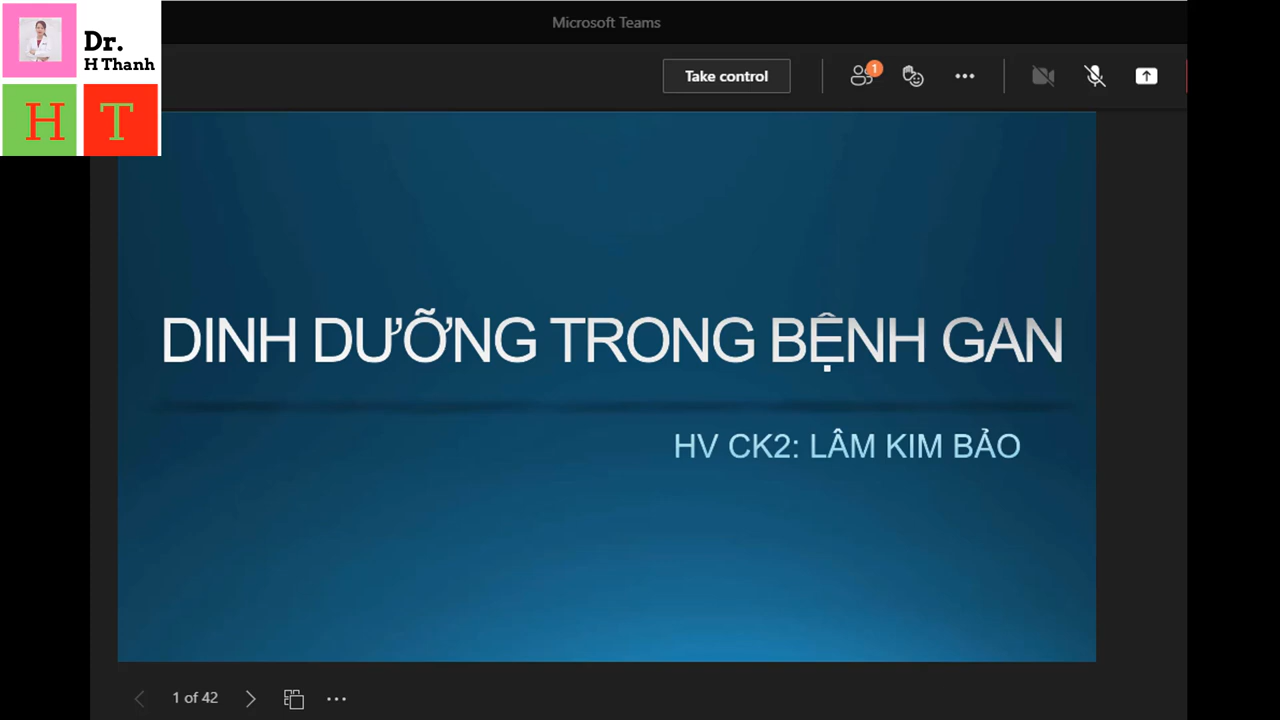 Microsoft Teams
Dr.
H Thanh
H T
Take control
1
DINH DƯỠNG TRONG BỆNH GAN
HV CK2: LÂM KIM BẢO
1 of 42